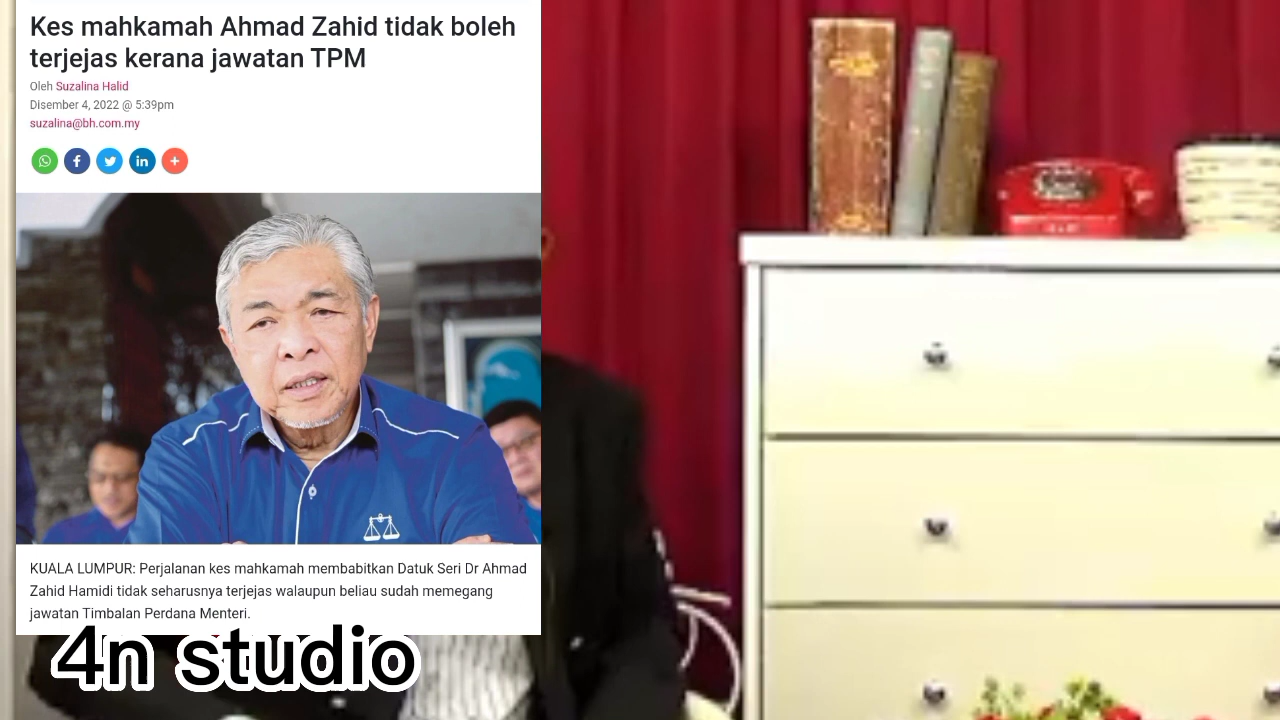 Kes mahkamah Ahmad Zahid tidak boleh
terjejas kerana jawatan TPM
Oleh Suzalina Halid
Disember 4, 2022 @ 5:39pm
suzalina@bh.com.my
KUALA LUMPUR: Perjalanan kes mahkamah membabitkan Datuk Seri Dr Ahmad
Zahid Hamidi tidak seharusnya terjejas walaupun beliau sudah memegang
jawatan Timbalan Perdana Menteri.
4n studio